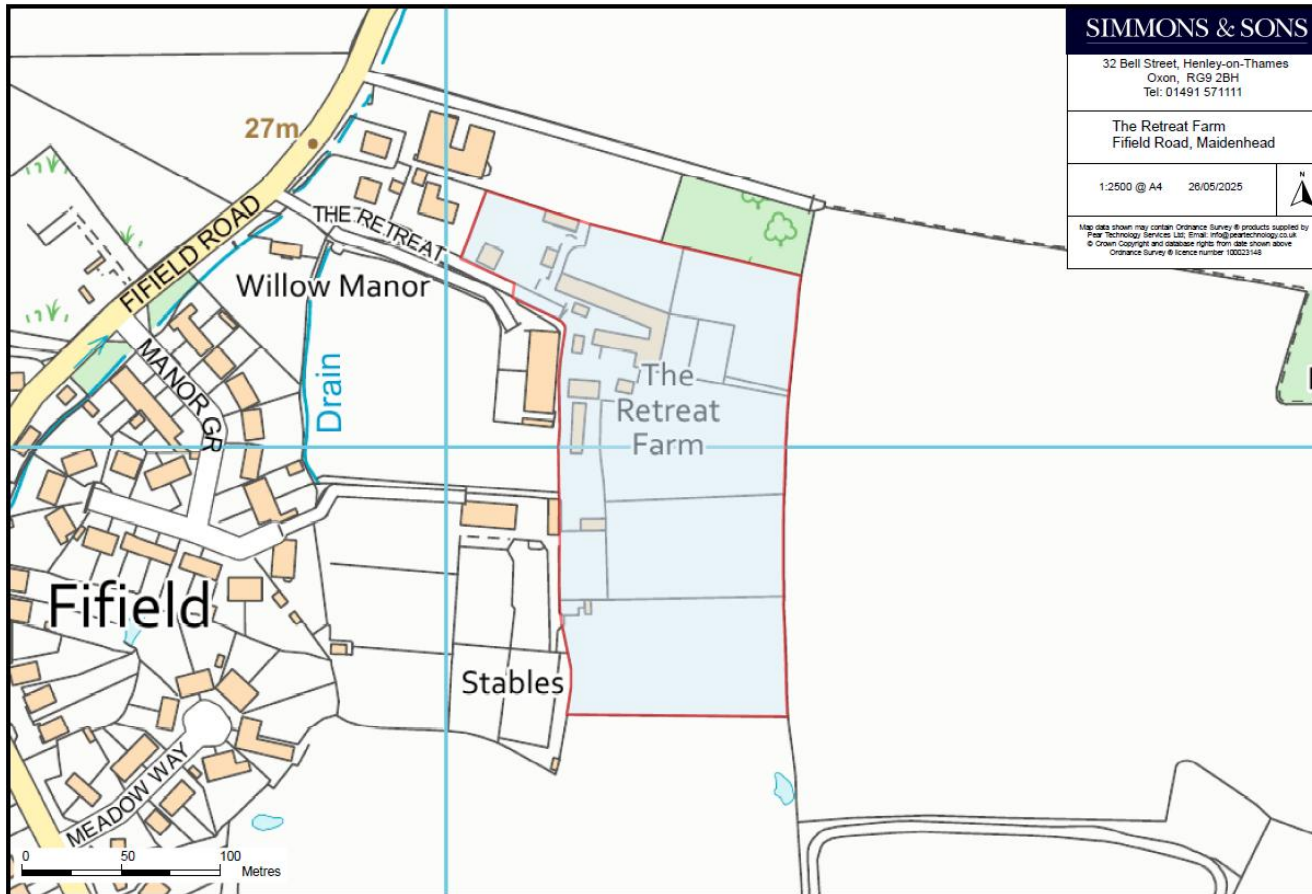 SIMMONS & SONS
32 Bell Street, Henley-on-Thames
Oxon, RG9 2BH
Tel: 01491 571111
The Retreat Farm
Fifield Road, Maidenhead
1:2500 @ A4 26/05/2025
N
Map data shown may contain Ordnance Survey ® products supplied by
Pear Technology Services Ltd; Email: info@peartechnology.co.uk
© Crown Copyright and database rights from date shown above
Ordnance Survey ® licence number 100023148
27m
FIFIELD ROAD
THE RETREAT
Willow Manor
MANOR GR
Drain
The
Retreat
Farm
Fifield
Stables
MEADOW WAY
0 50 100
Metres